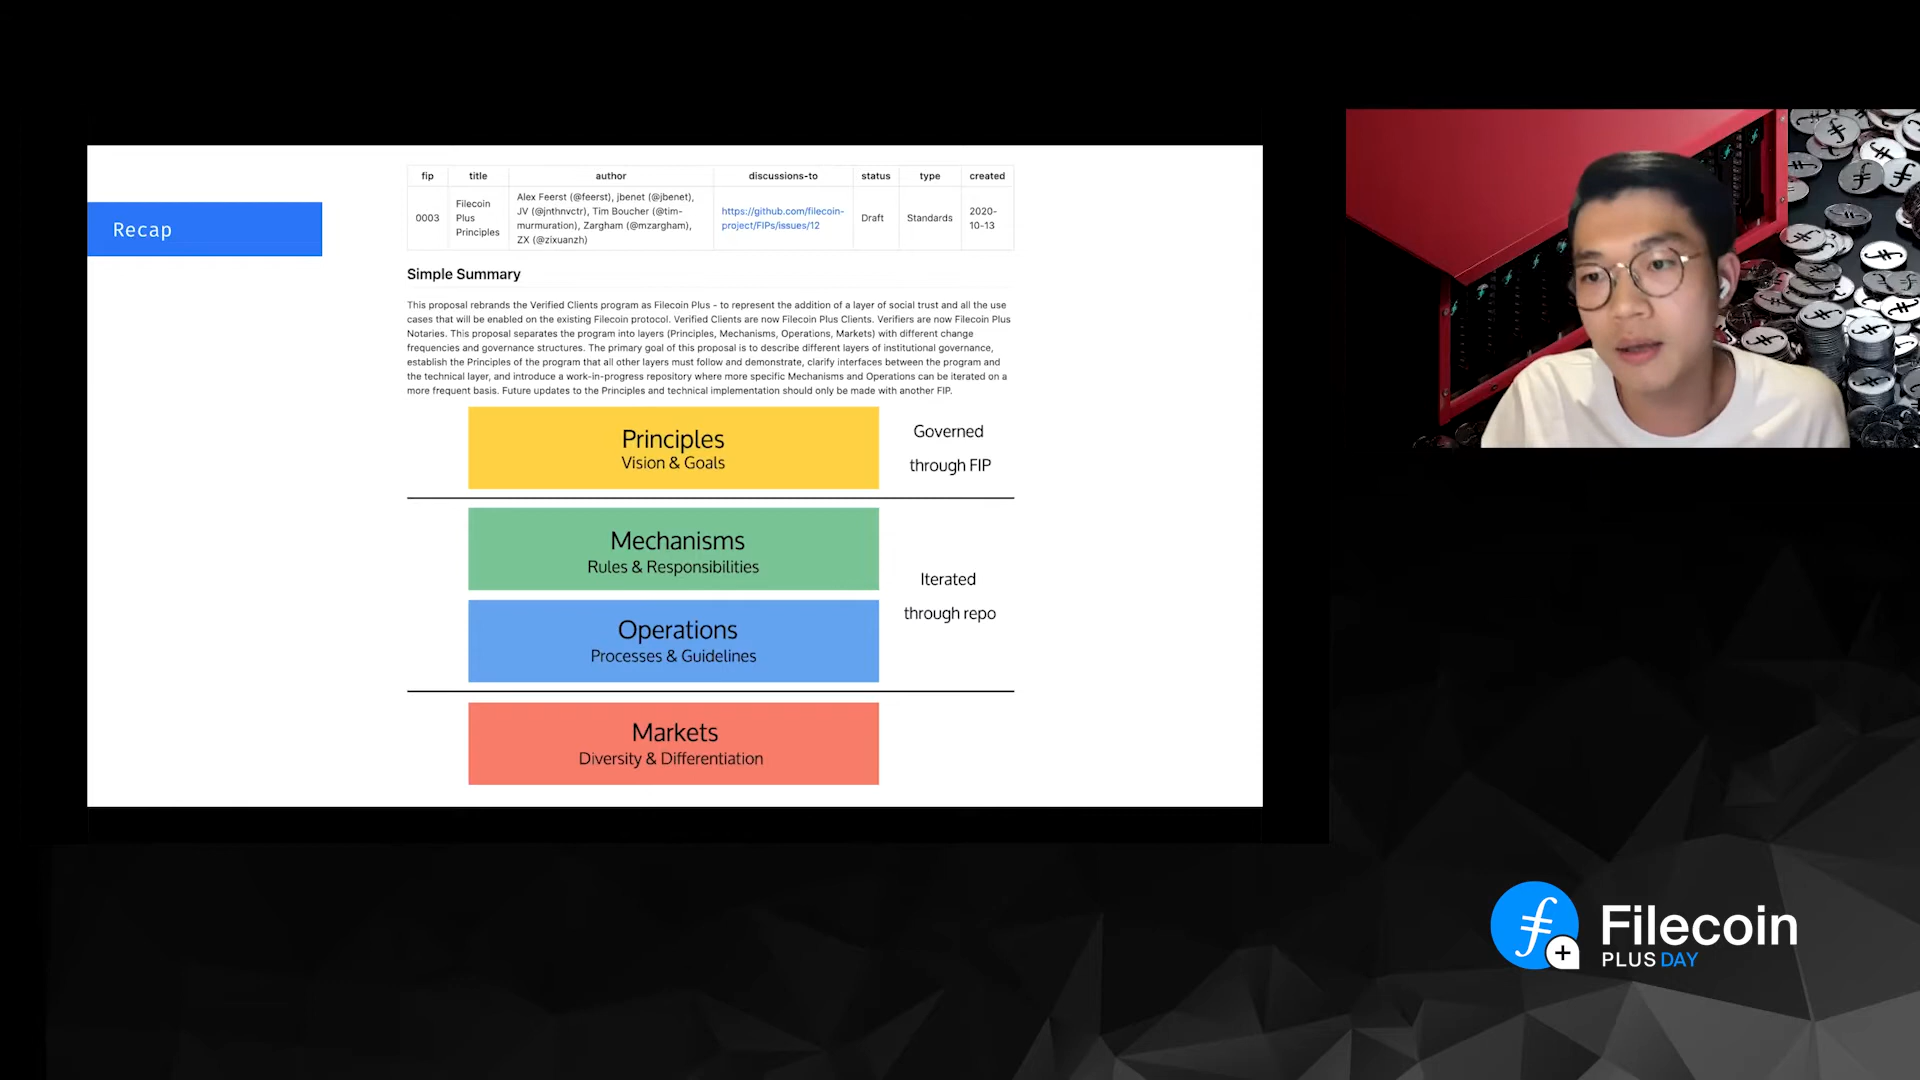 Recap
fip title author discussions-to status type created
0003
Filecoin
Plus
Principles
Alex Feerst (@feerst), jbenet (@jbenet),
JV (@jnthnvctr), Tim Boucher (@tim-
murmuration), Zargham (@mzargham),
ZX (@zixuanzh)
https://github.com/filecoin-
project/FIPs/issues/12
Draft
Standards
2020-
10-13
Simple Summary
This proposal rebrands the Verified Clients program as Filecoin Plus - to represent the addition of a layer of social trust and all the use
cases that will be enabled on the existing Filecoin protocol. Verified Clients are now Filecoin Plus Clients. Verifiers are now Filecoin Plus
Notaries. This proposal separates the program into layers (Principles, Mechanisms, Operations, Markets) with different change
frequencies and governance structures. The primary goal of this proposal is to describe different layers of institutional governance,
establish the Principles of the program that all other layers must follow and demonstrate, clarify interfaces between the program and
the technical layer, and introduce a work-in-progress repository where more specific Mechanisms and Operations can be iterated on a
more frequent basis. Future updates to the Principles and technical implementation should only be made with another FIP.
Principles
Vision & Goals
Governed
through FIP
Mechanisms
Rules & Responsibilities
Iterated
through repo
Operations
Processes & Guidelines
Markets
Diversity & Differentiation
Filecoin
PLUS DAY